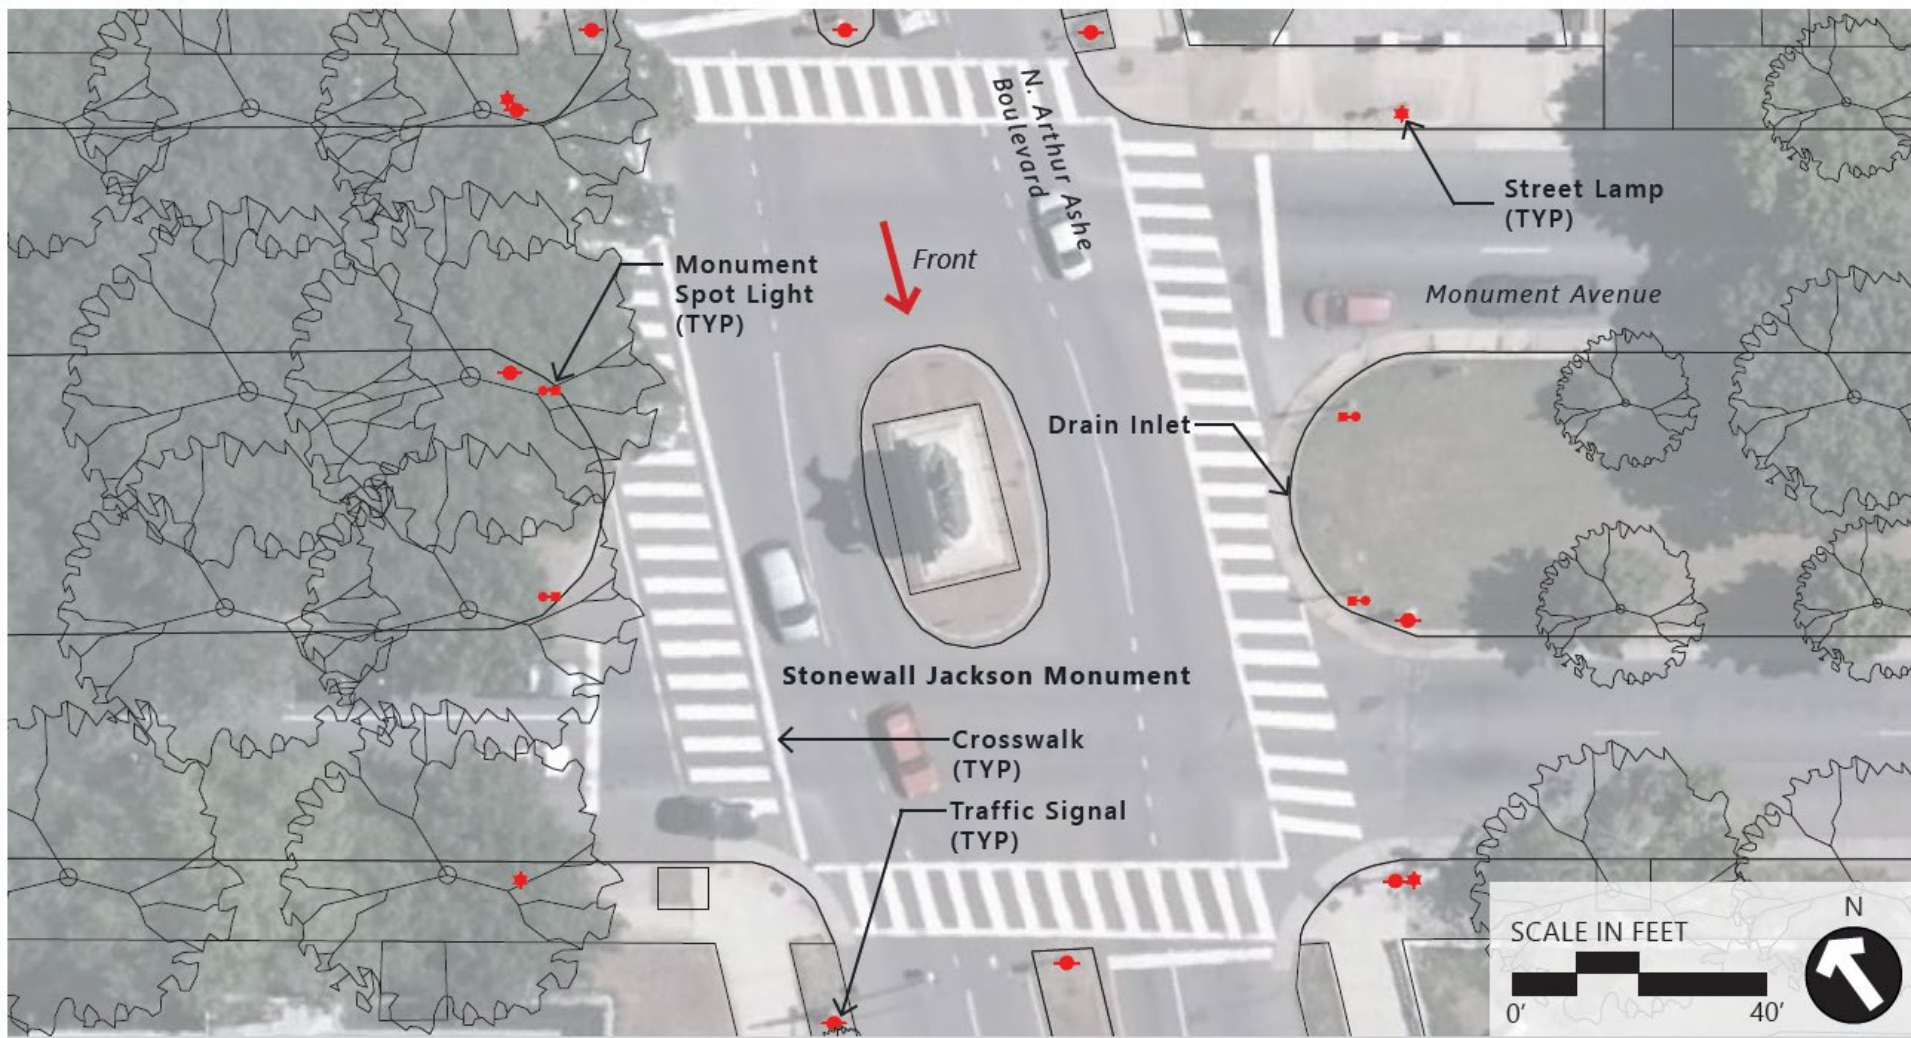 N. Arthur Ashe
Boulevard
Street Lamp
(TYP)
Monument
Spot Light
(TYP)
Front
Monument Avenue
Drain Inlet
Stonewall Jackson Monument
Crosswalk
(TYP)
Traffic Signal
(TYP)
N
SCALE IN FEET
0'
40'